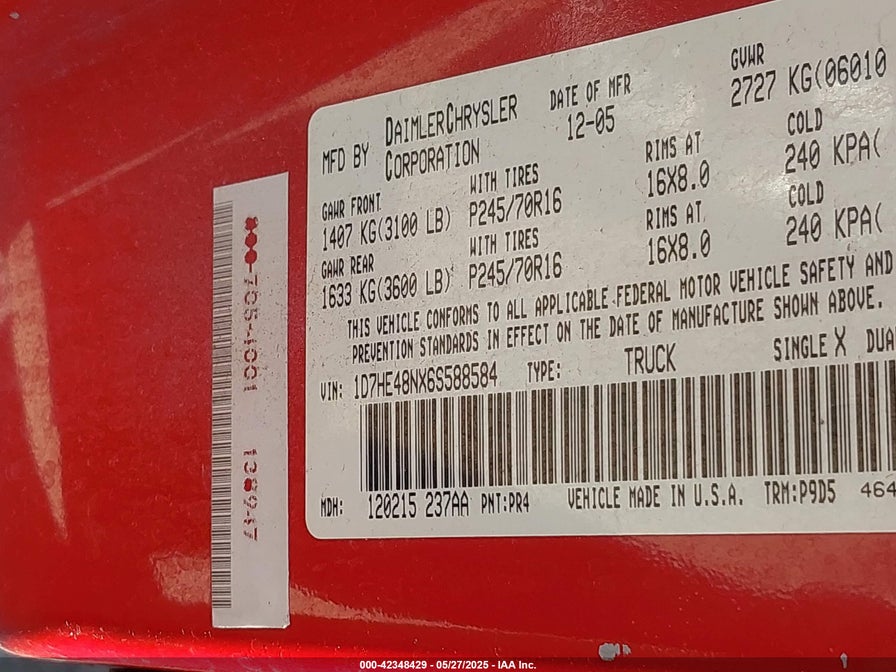 MFD BY DAIMLERCHRYSLER CORPORATION
DATE OF MFR 12-05
GVWR 2727 KG(06010
GAWR FRONT WITH TIRES RIMS AT COLD
1407 KG(3100 LB) P245/70R16 16X8.0 240 KPA(
GAWR REAR WITH TIRES RIMS AT COLD
1633 KG(3600 LB) P245/70R16 16X8.0 240 KPA(
THIS VEHICLE CONFORMS TO ALL APPLICABLE FEDERAL MOTOR VEHICLE SAFETY AND
PREVENTION STANDARDS IN EFFECT ON THE DATE OF MANUFACTURE SHOWN ABOVE.
VIN: 1D7HE48NX6S588584 TYPE: TRUCK SINGLE X DUA
MDH: 120215 237AA PNT:PR4 VEHICLE MADE IN U.S.A. TRM:P9D5 464
138947
000-42348429 - 05/27/2025 - IAA Inc.